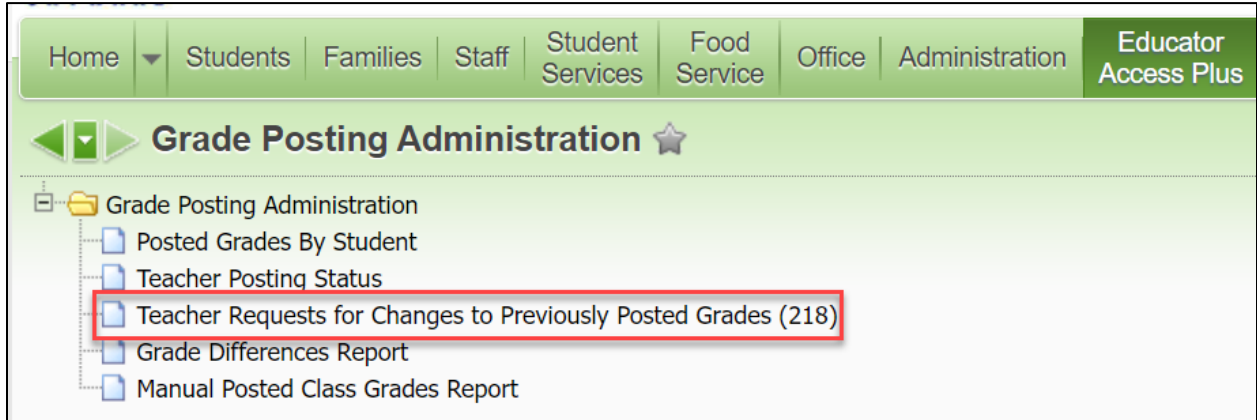 Home
Students
Families
Staff
Student Services
Food Service
Office
Administration
Educator Access Plus
Grade Posting Administration
Grade Posting Administration
Posted Grades By Student
Teacher Posting Status
Teacher Requests for Changes to Previously Posted Grades (218)
Grade Differences Report
Manual Posted Class Grades Report